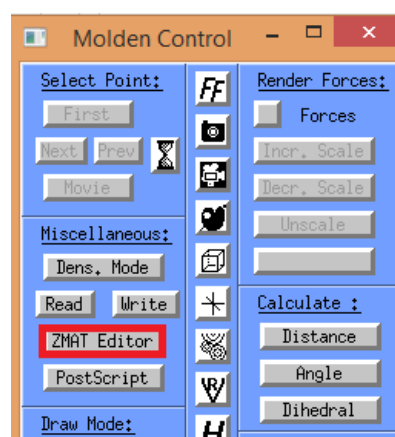 Molden Control
Select Point:
First
Next Prev
Movie
Miscellaneous:
Dens. Mode
Read Write
ZMAT Editor
PostScript
Draw Mode:
FF
H
Render Forces:
Forces
Incr. Scale
Decr. Scale
Unscale
Calculate :
Distance
Angle
Dihedral